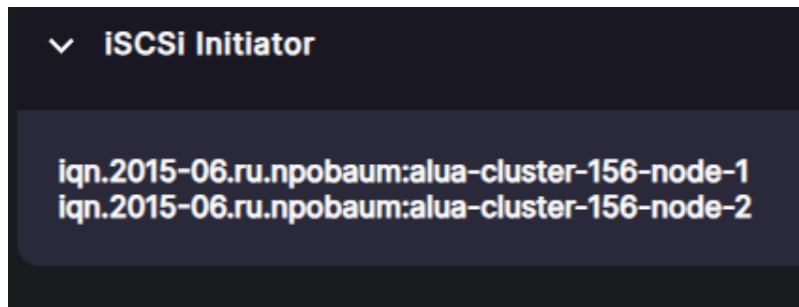 iSCSi Initiator
iqn.2015-06.ru.npobaum:alua-cluster-156-node-1
iqn.2015-06.ru.npobaum:alua-cluster-156-node-2